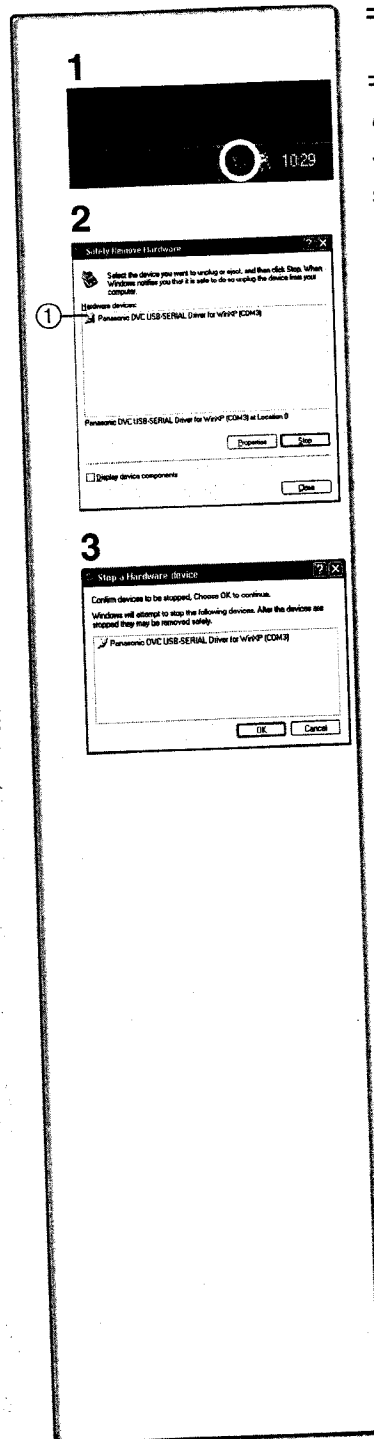 1
10:29
2
Safely Remove Hardware
Select the device you want to unplug or eject, and then click Stop. When
Windows notifies you that it is safe to do so unplug the device from your
computer.
Hardware devices:
1
Panasonic DVC USB-SERIAL Driver for WinXP (COM3)
Panasonic DVC USB-SERIAL Driver for WinXP (COM3) at Location 0
Properties Stop
Display device components
Close
3
Stop a Hardware device
Confirm devices to be stopped, Choose OK to continue.
Windows will attempt to stop the following devices. After the devices are
stopped they may be removed safely.
Panasonic DVC USB-SERIAL Driver for WinXP (COM3)
OK Cancel